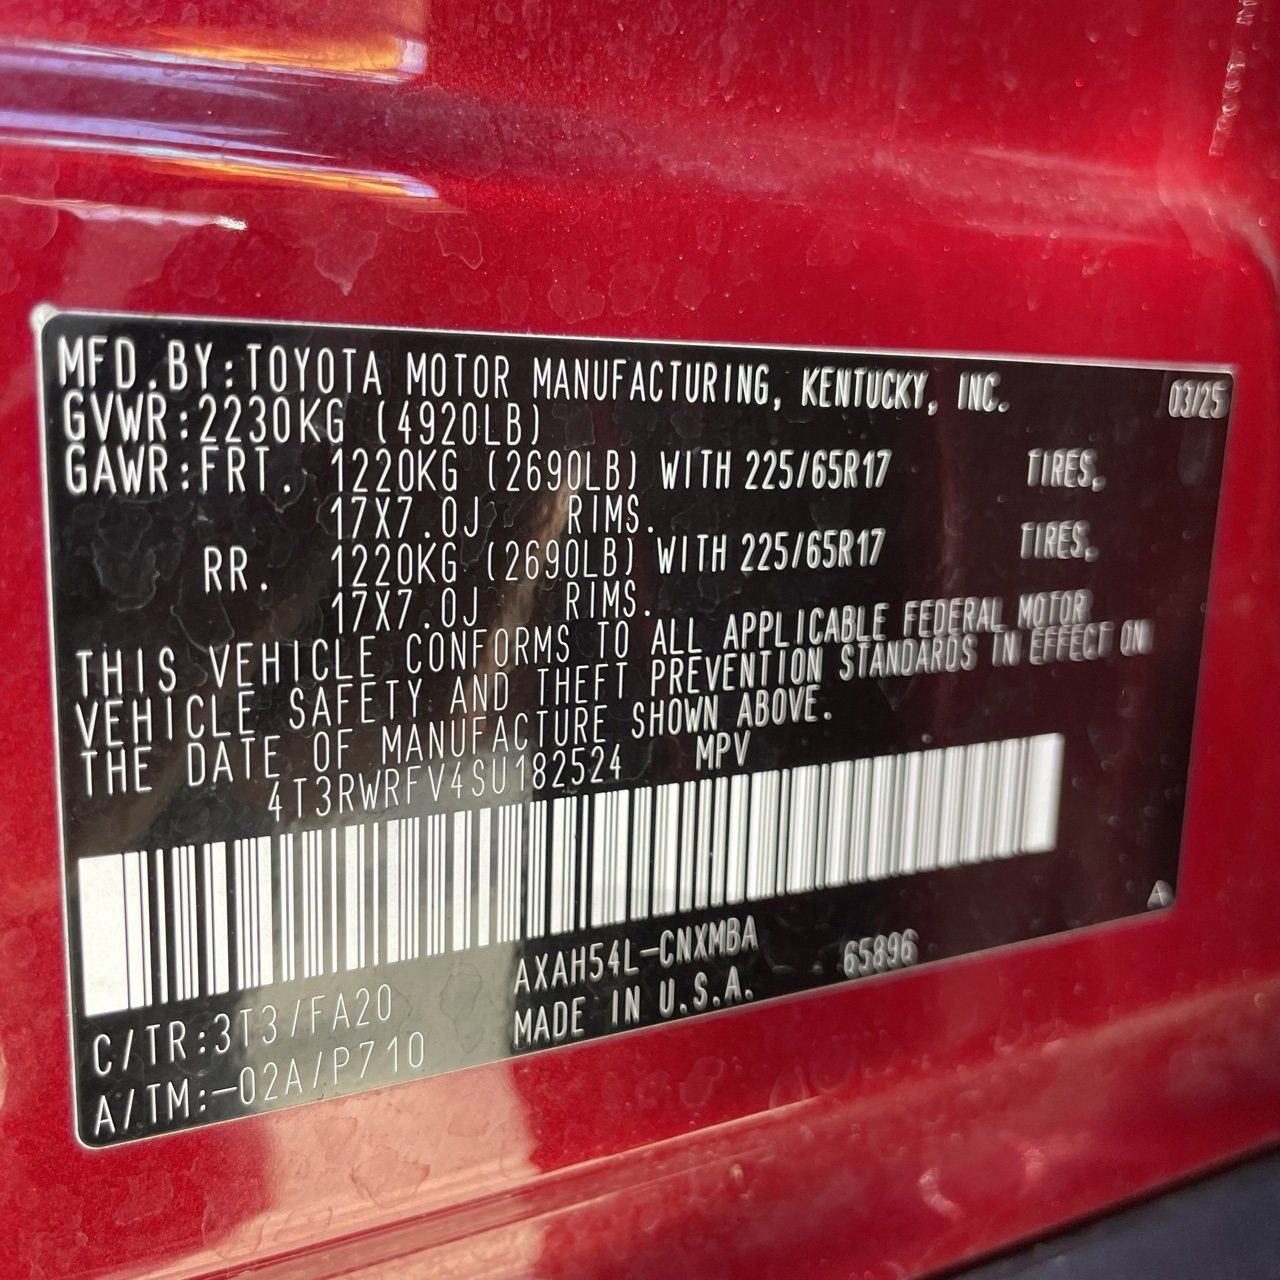 MFD.BY:TOYOTA MOTOR MANUFACTURING, KENTUCKY, INC. 03/25
GVWR:2230KG (4920LB)
GAWR:FRT. 1220KG (2690LB) WITH 225/65R17 TIRES,
17X7.0J RIMS.
RR. 1220KG (2690LB) WITH 225/65R17 TIRES,
17X7.0J RIMS.
THIS VEHICLE CONFORMS TO ALL APPLICABLE FEDERAL MOTOR
VEHICLE SAFETY AND THEFT PREVENTION STANDARDS IN EFFECT ON
THE DATE OF MANUFACTURE SHOWN ABOVE.
4T3RWRFV4SU182524 MPV
A
C/TR:3T3/FA20 AXAH54L-CNXMBA 65896
A/TM:-02A/P710 MADE IN U.S.A.